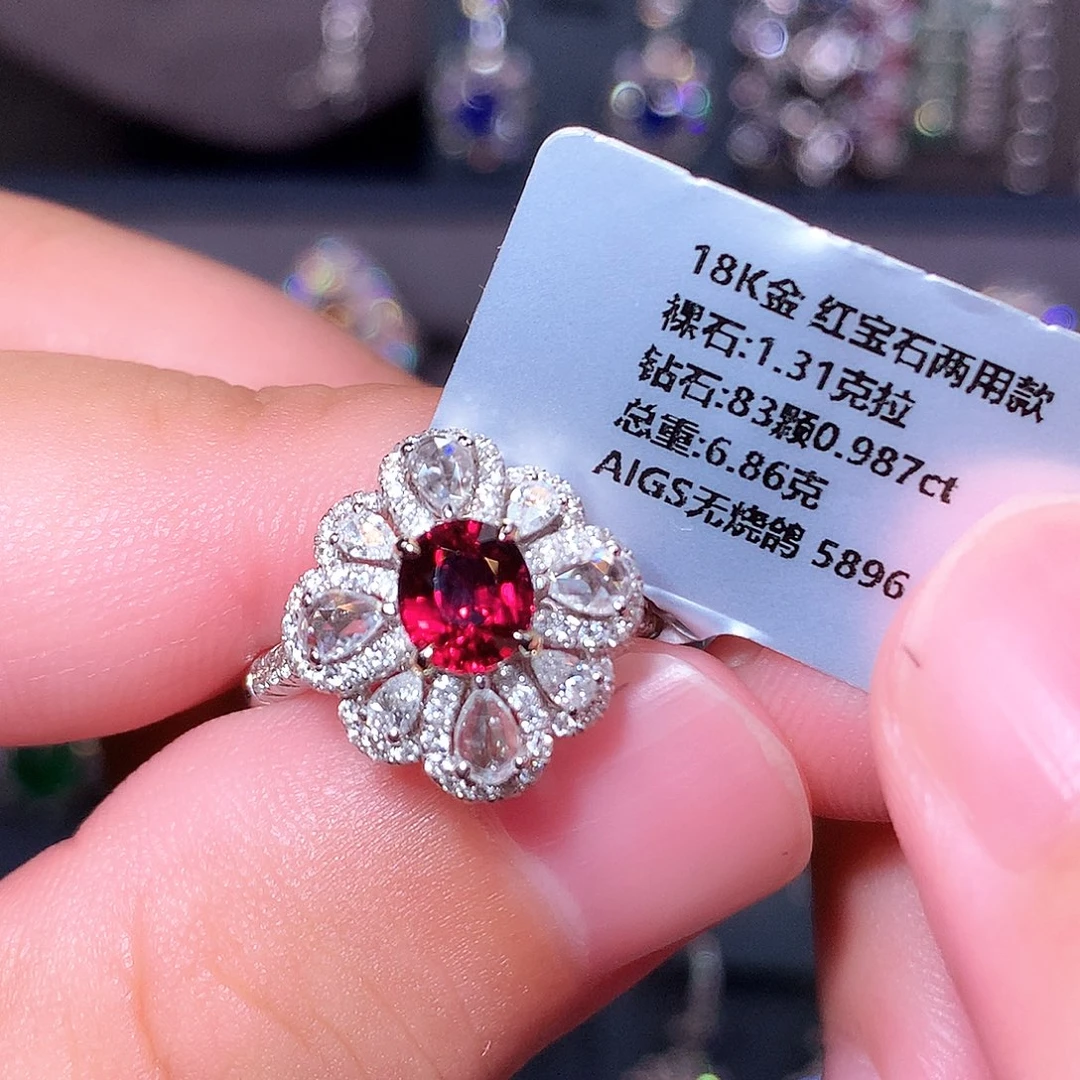 18K金 红宝石两用款
裸石:1.31克拉
钻石:83颗0.987ct
总重:6.86克
AIGS无烧鸽 5896